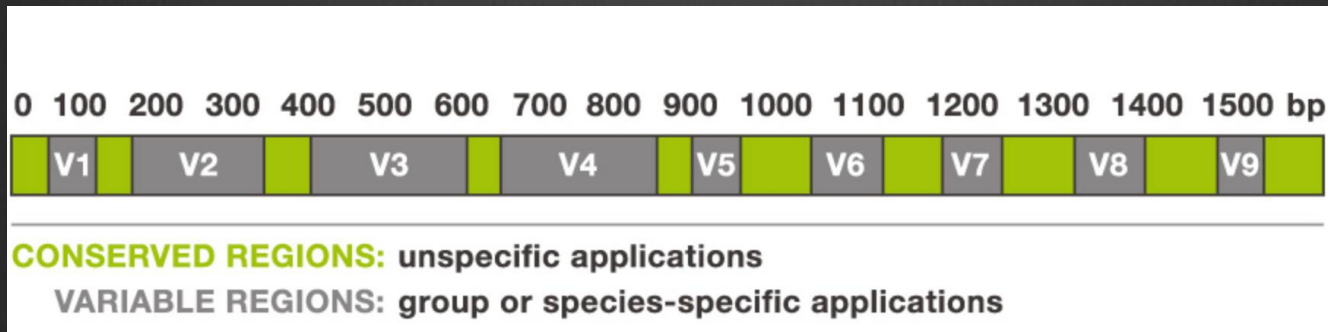 0 100 200 300 400 500 600 700 800 900 1000 1100 1200 1300 1400 1500 bp
V1 V2 V3 V4 V5 V6 V7 V8 V9
CONSERVED REGIONS: unspecific applications
VARIABLE REGIONS: group or species-specific applications